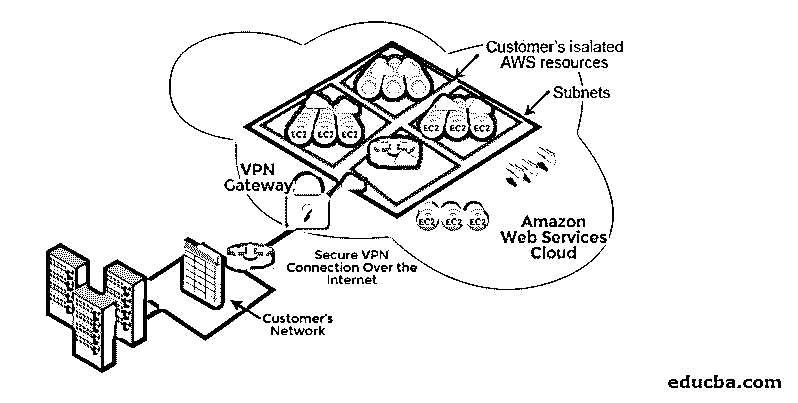 Customer's isalated
AWS resources
Subnets
EC2 EC2 EC2
EC2 EC2 EC2
VPN
Gateway
EC2 EC2 EC2
Amazon
Web Services
Cloud
Secure VPN
Connection Over the
Internet
Customer's
Network
educba.com